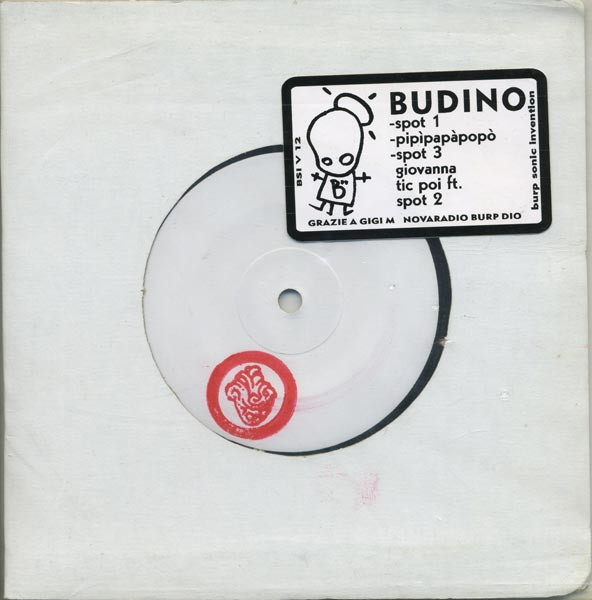 BUDINO
-spot 1
-pipìpapàpopò
-spot 3
giovanna
tic poi ft.
spot 2
GRAZIE A GIGI M NOVARADIO BURP DIO
BSI V 12
B
burp sonic invention